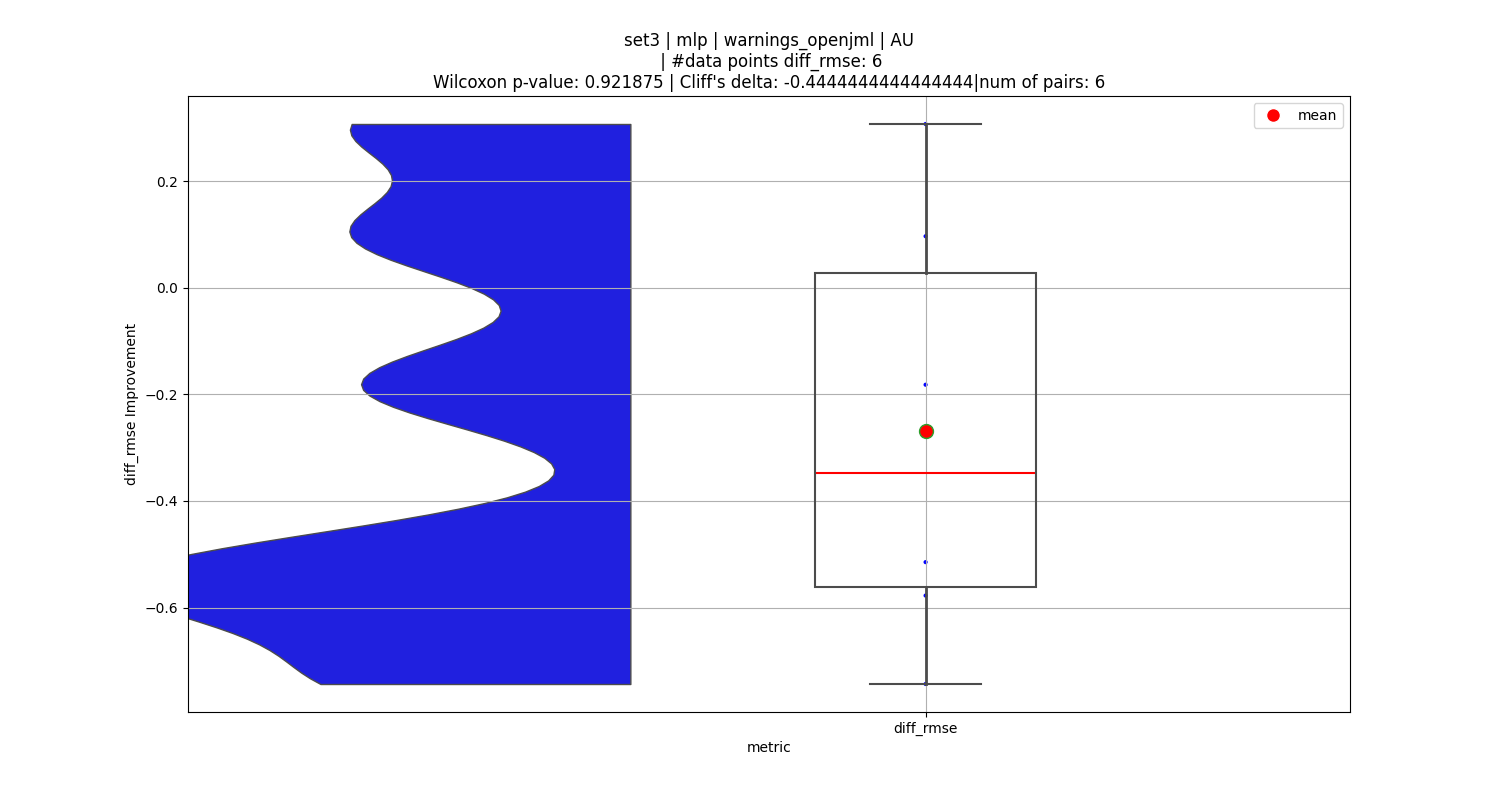 set3 | mlp | warnings_openjml | AU
| #data points diff_rmse: 6
Wilcoxon p-value: 0.921875 | Cliff's delta: -0.4444444444444444|num of pairs: 6
mean
0.2
0.0
−0.2
−0.4
−0.6
diff_rmse Improvement
diff_rmse
metric